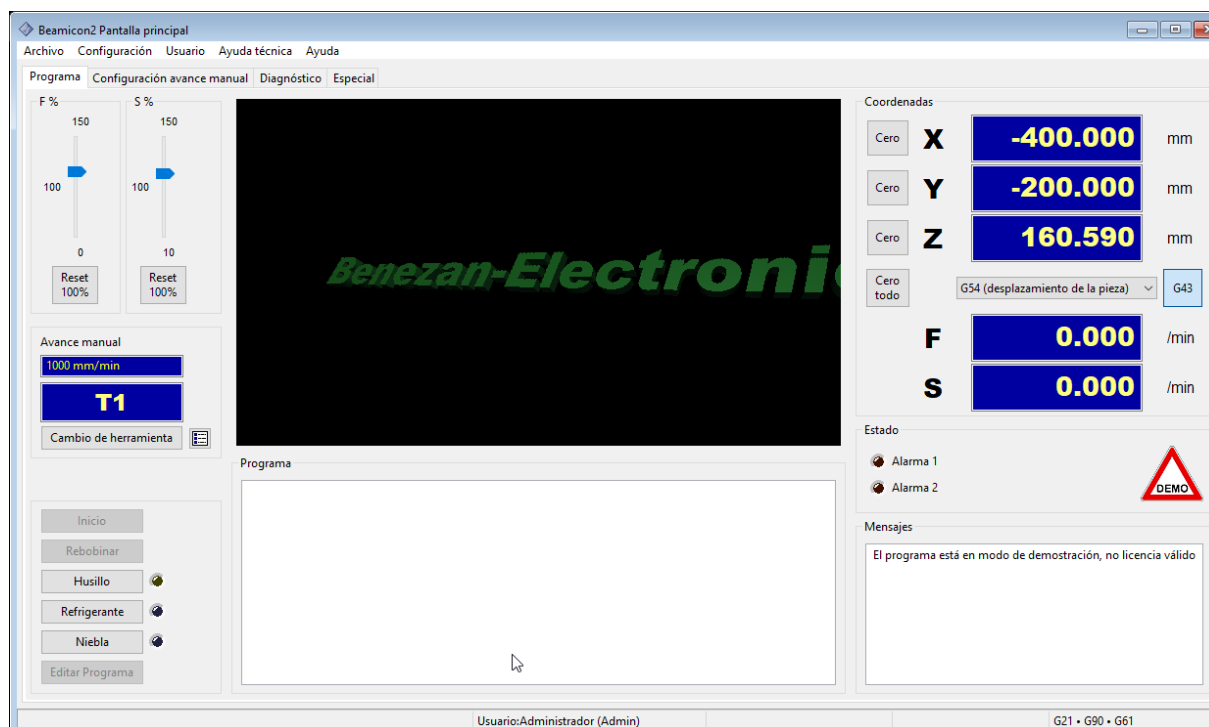 Beamicon2 Pantalla principal
Archivo Configuración Usuario Ayuda técnica Ayuda
Programa Configuración avance manual Diagnóstico Especial
F % S %
150 150
100 100
0 10
Reset 100% Reset 100%
Avance manual
1000 mm/min
T1
Cambio de herramienta
Inicio
Rebobinar
Husillo
Refrigerante
Niebla
Editar Programa
Benezan-Electronic
Programa
Coordenadas
Cero X -400.000 mm
Cero Y -200.000 mm
Cero Z 160.590 mm
Cero todo G54 (desplazamiento de la pieza) G43
F 0.000 /min
S 0.000 /min
Estado
Alarma 1
Alarma 2
DEMO
Mensajes
El programa está en modo de demostración, no licencia válido
Usuario:Administrador (Admin) G21 • G90 • G61